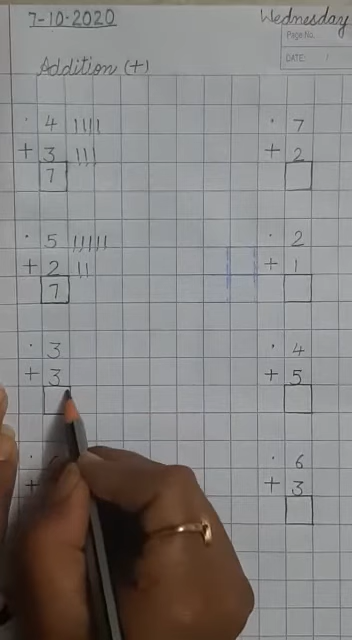 7-10-2020 Wednesday
Page No.
DATE:
Addition (+)
· 4 ||||
+ 3 |||
7
· 7
+ 2
· 5 |||||
+ 2 ||
7
· 2
+ 1
· 3
+ 3
· 4
+ 5
·
+
· 6
+ 3